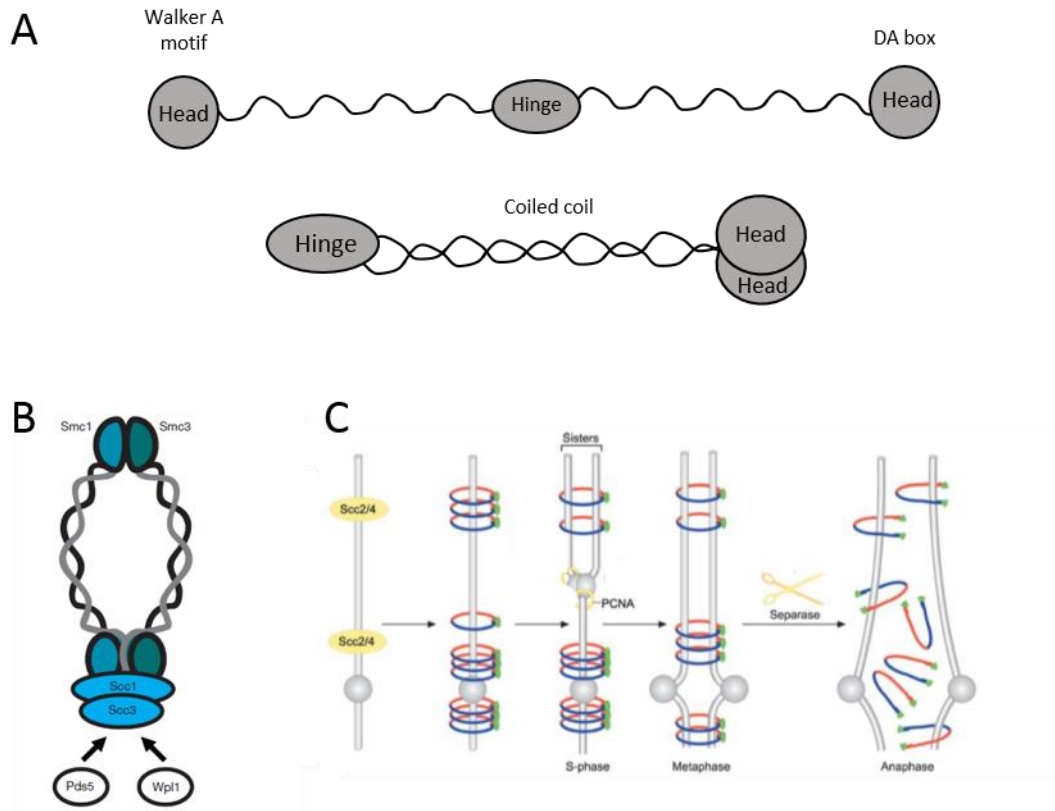 A
Walker A
motif
DA box
Head
Hinge
Head
Coiled coil
Hinge
Head
Head
B
Smc1
Smc3
Scc1
Scc3
Pds5
Wpl1
C
Sisters
Scc2/4
Scc2/4
PCNA
Separase
S-phase
Metaphase
Anaphase